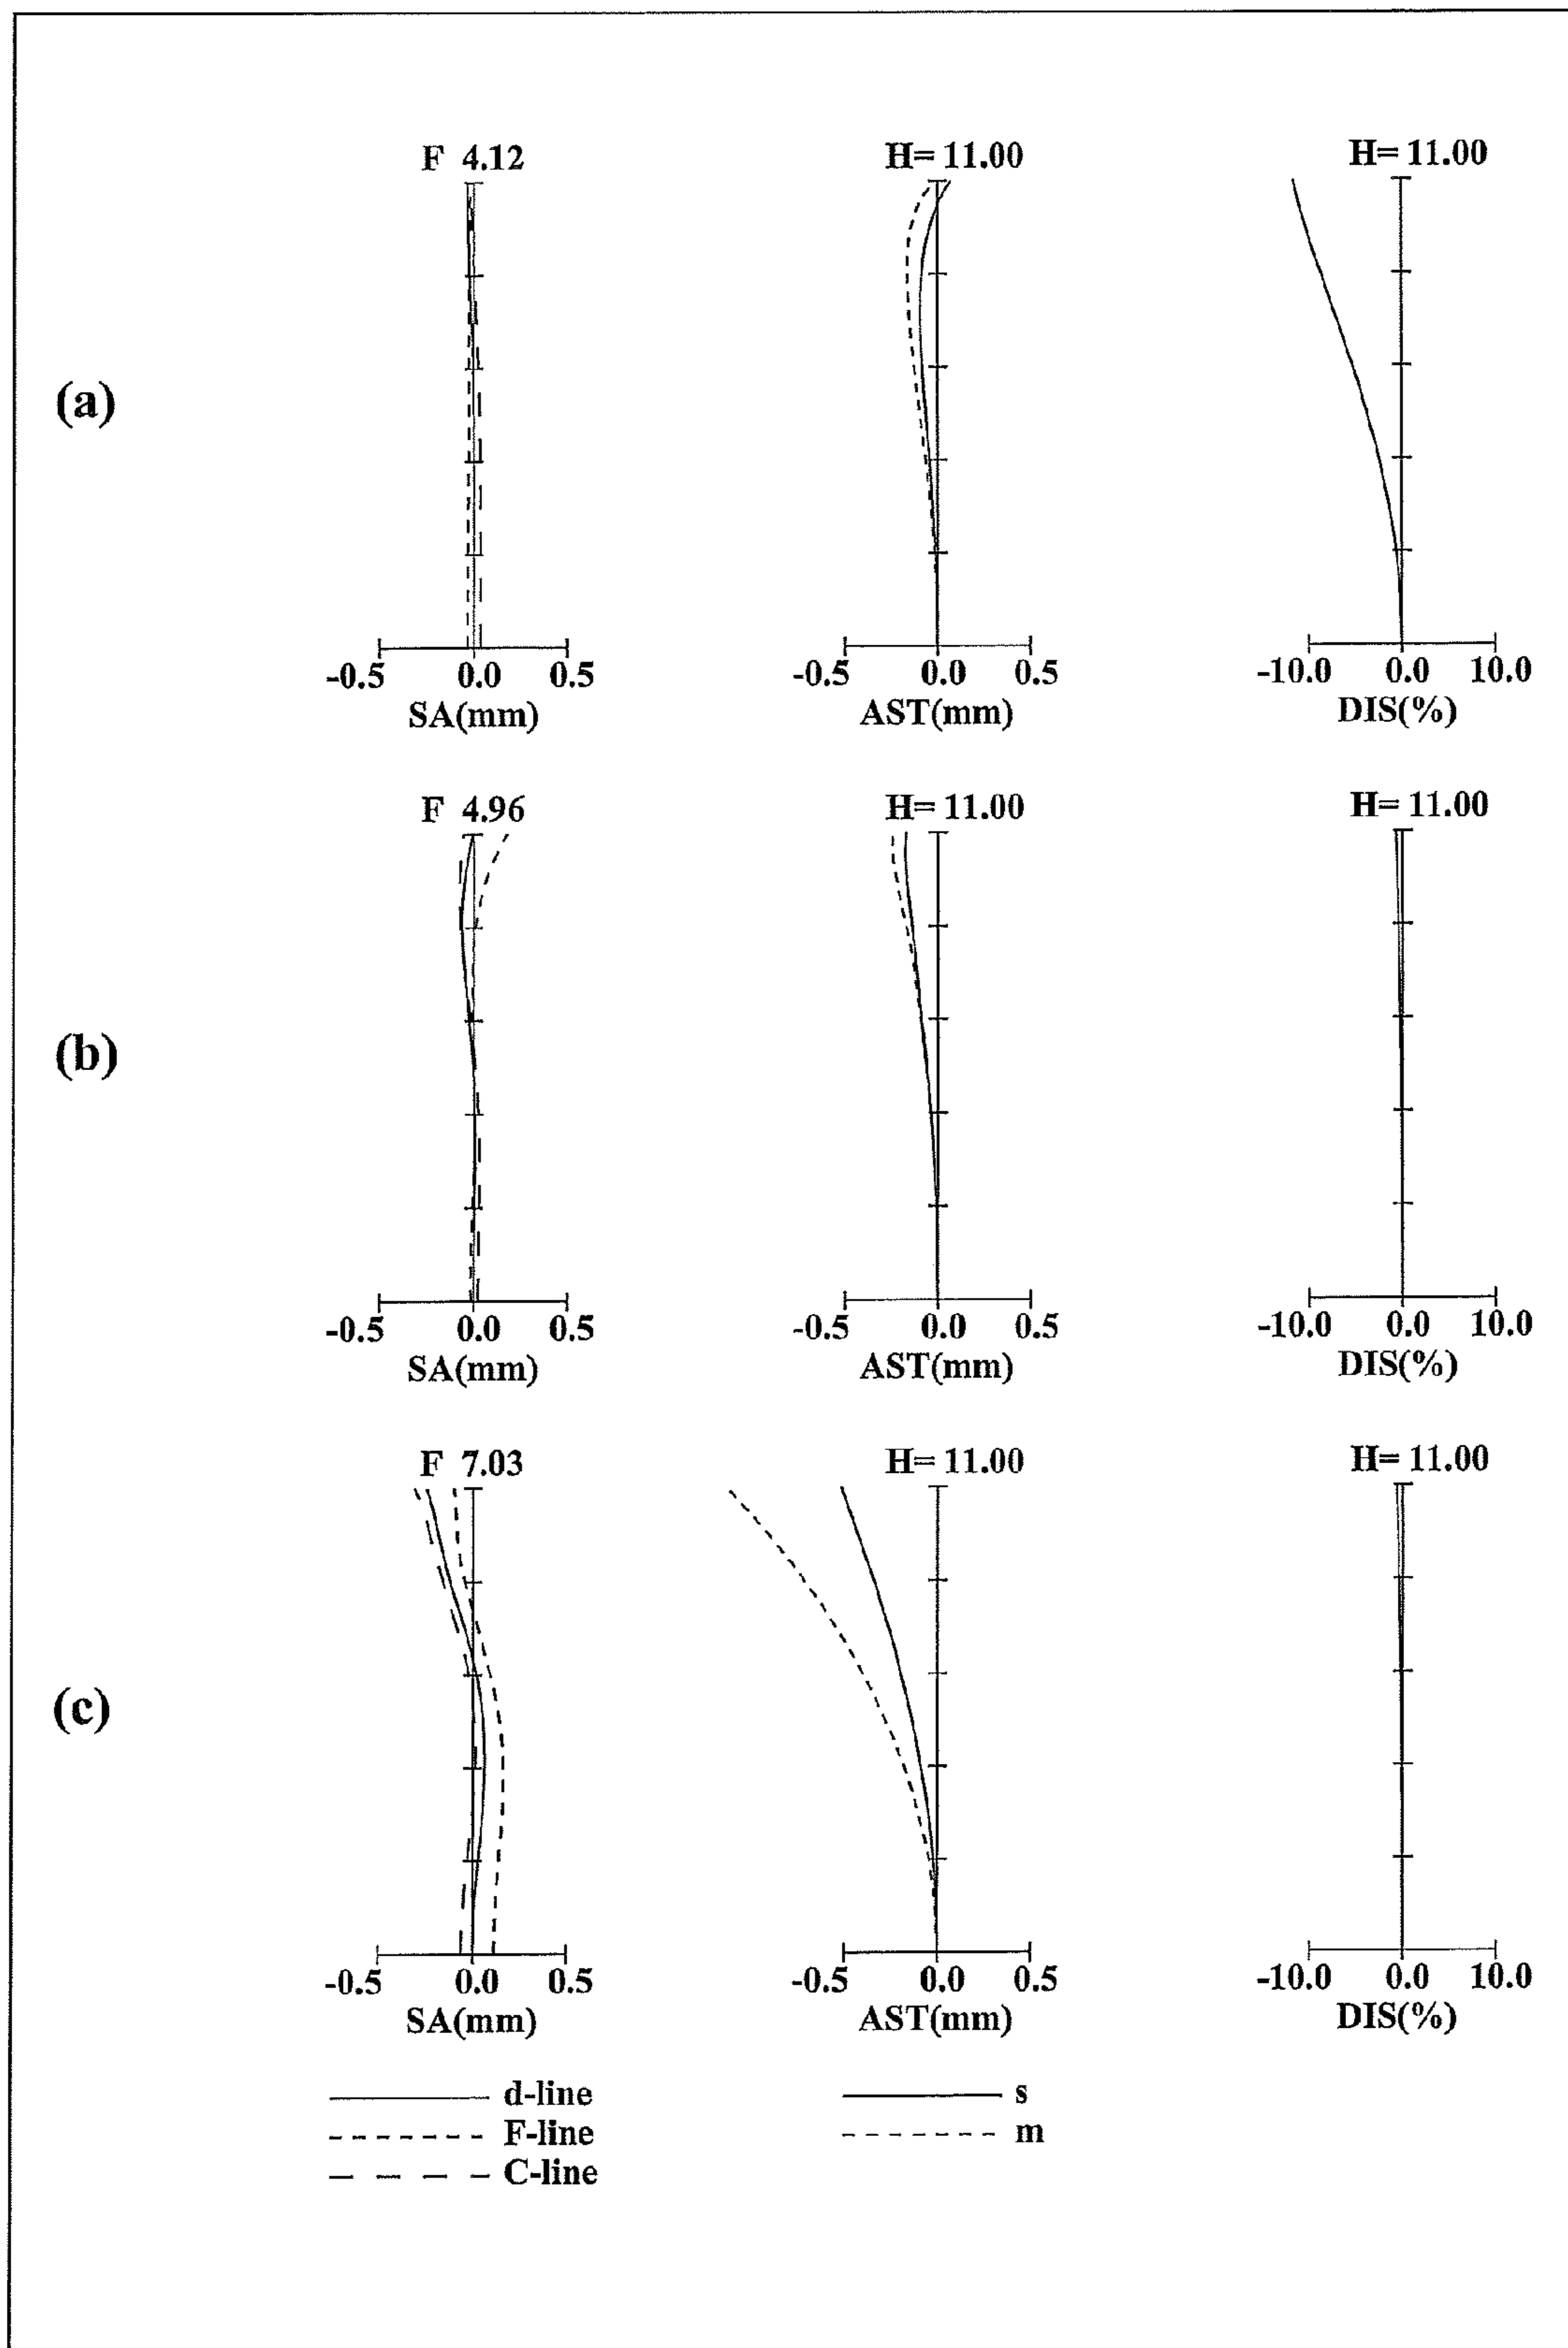 (a)
F 4.12
H= 11.00
H= 11.00
-0.5 0.0 0.5
SA(mm)
-0.5 0.0 0.5
AST(mm)
-10.0 0.0 10.0
DIS(%)
(b)
F 4.96
H= 11.00
H= 11.00
-0.5 0.0 0.5
SA(mm)
-0.5 0.0 0.5
AST(mm)
-10.0 0.0 10.0
DIS(%)
(c)
F 7.03
H= 11.00
H= 11.00
-0.5 0.0 0.5
SA(mm)
-0.5 0.0 0.5
AST(mm)
-10.0 0.0 10.0
DIS(%)
d-line
F-line
C-line
s
m